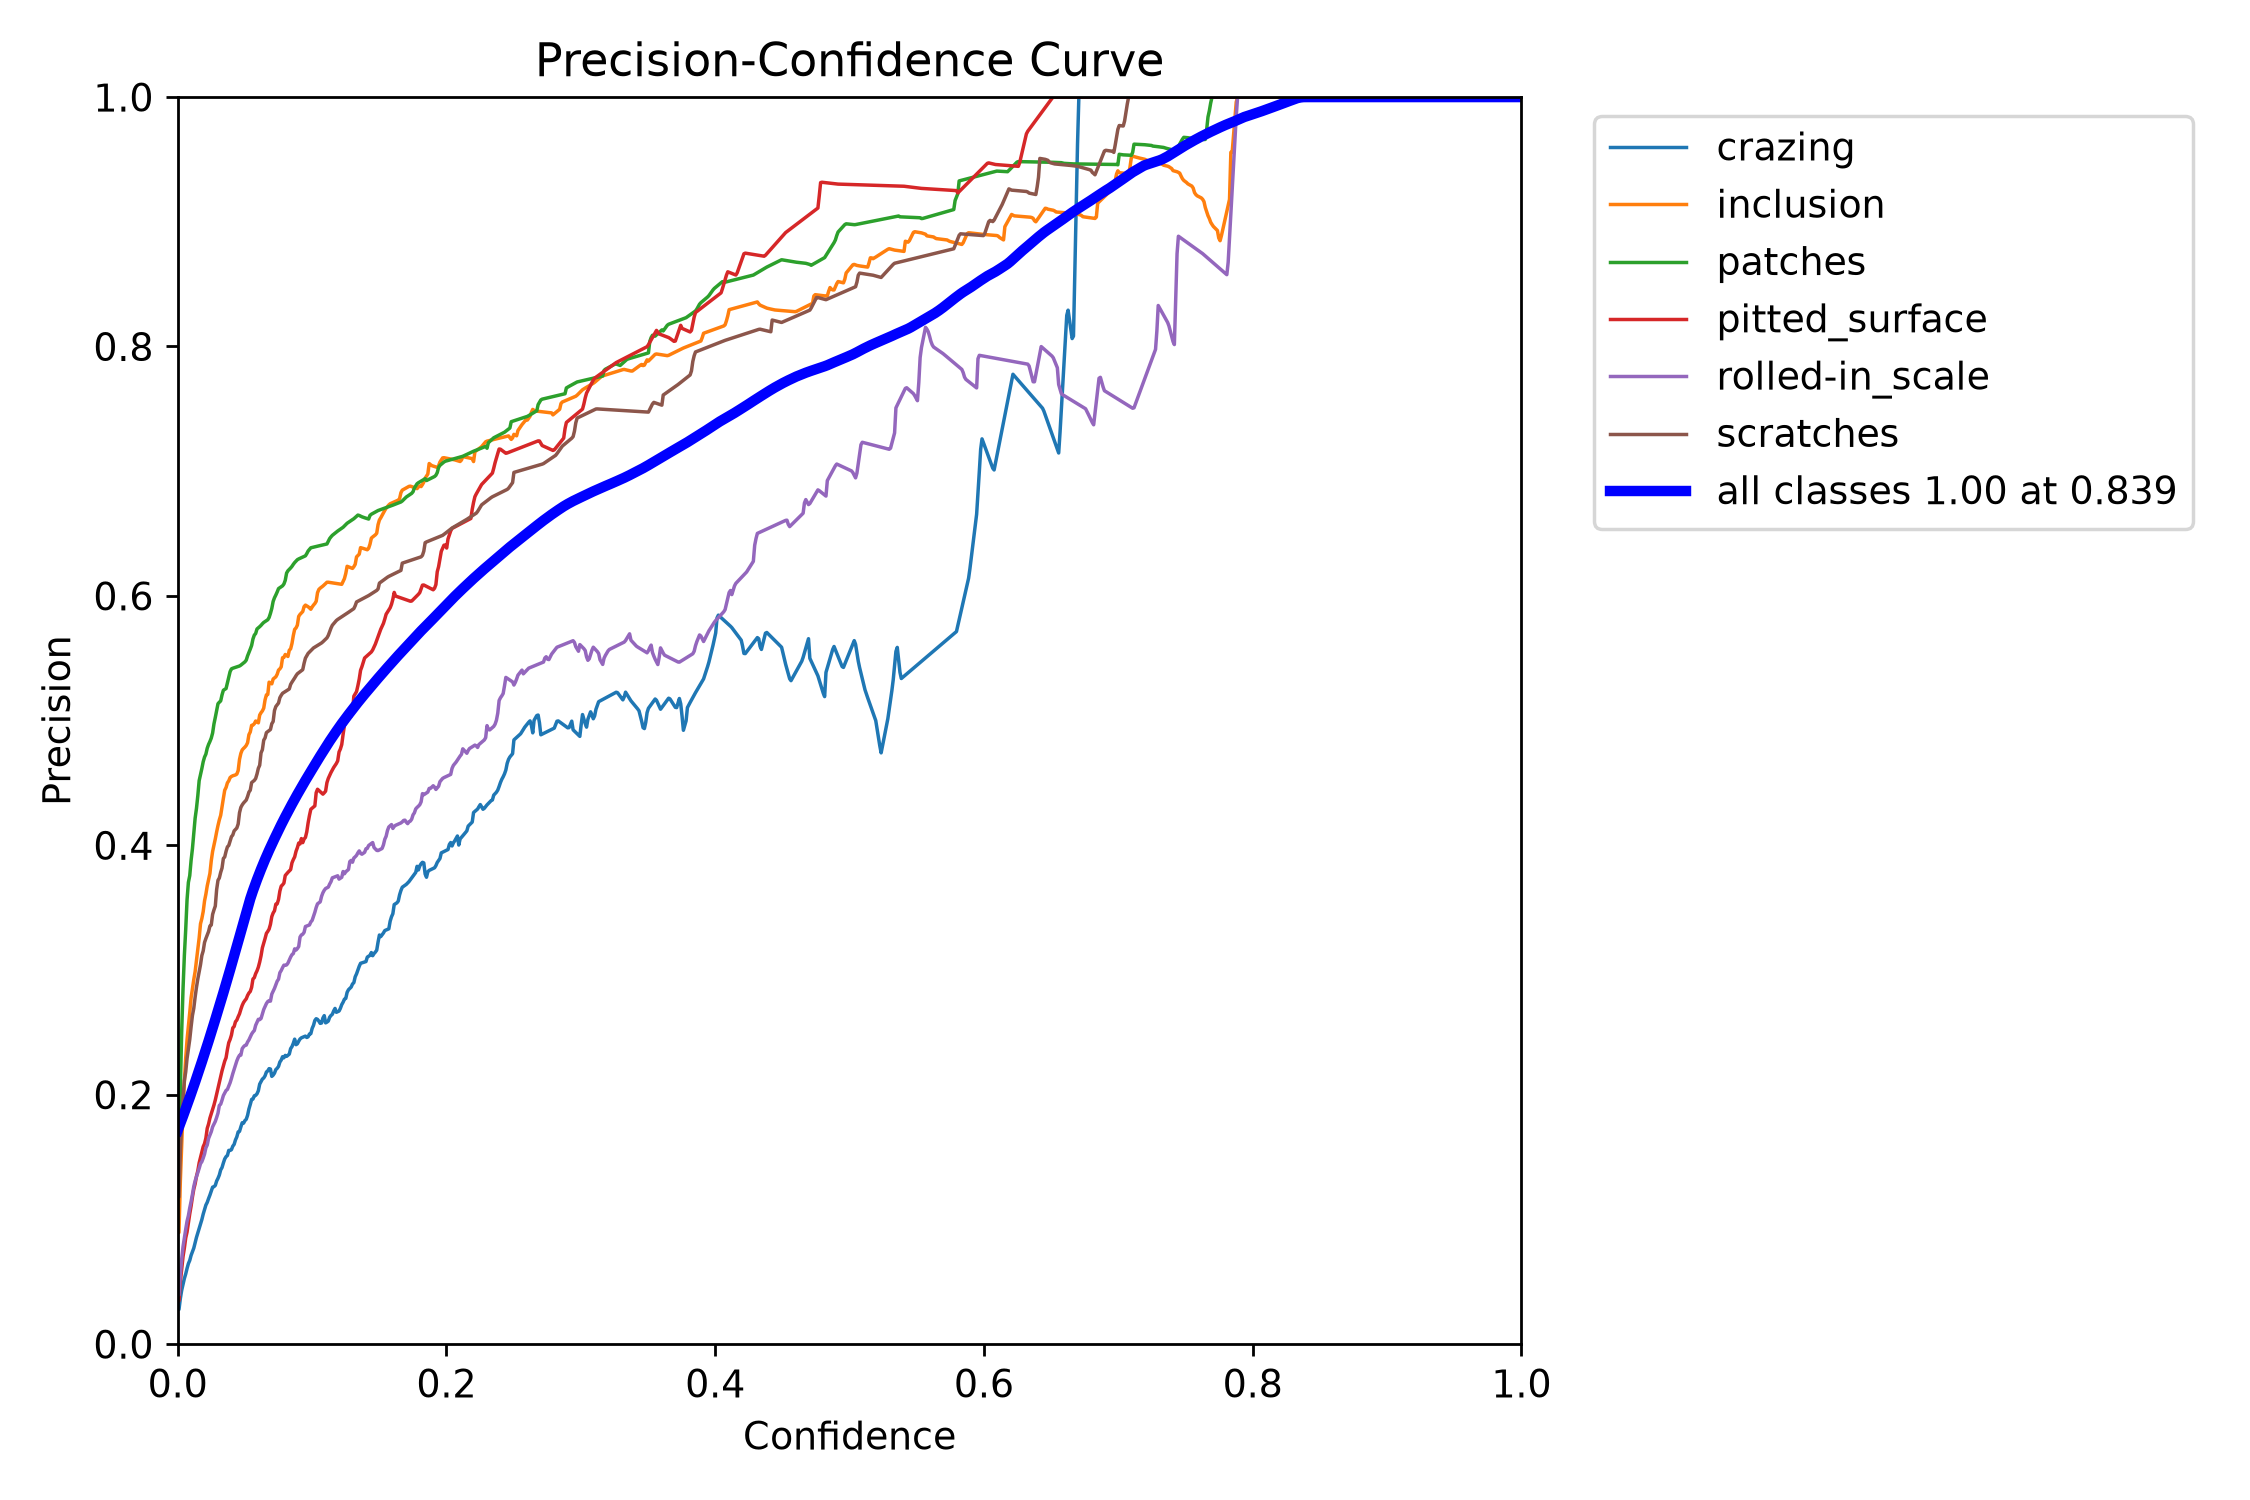 Precision-Confidence Curve
1.0
0.8
0.6
0.4
0.2
0.0
Precision
0.0 0.2 0.4 0.6 0.8 1.0
Confidence
crazing
inclusion
patches
pitted_surface
rolled-in_scale
scratches
all classes 1.00 at 0.839